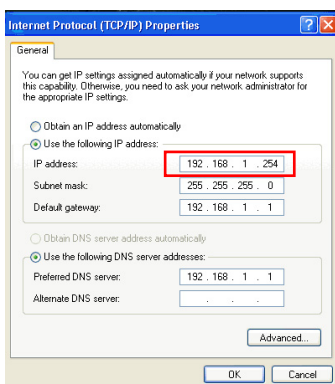 Internet Protocol (TCP/IP) Properties
General
You can get IP settings assigned automatically if your network supports
this capability. Otherwise, you need to ask your network administrator for
the appropriate IP settings.
Obtain an IP address automatically
Use the following IP address:
IP address: 192 . 168 . 1 . 254
Subnet mask: 255 . 255 . 255 . 0
Default gateway: 192 . 168 . 1 . 1
Obtain DNS server address automatically
Use the following DNS server addresses:
Preferred DNS server: 192 . 168 . 1 . 1
Alternate DNS server: . . .
Advanced...
OK Cancel